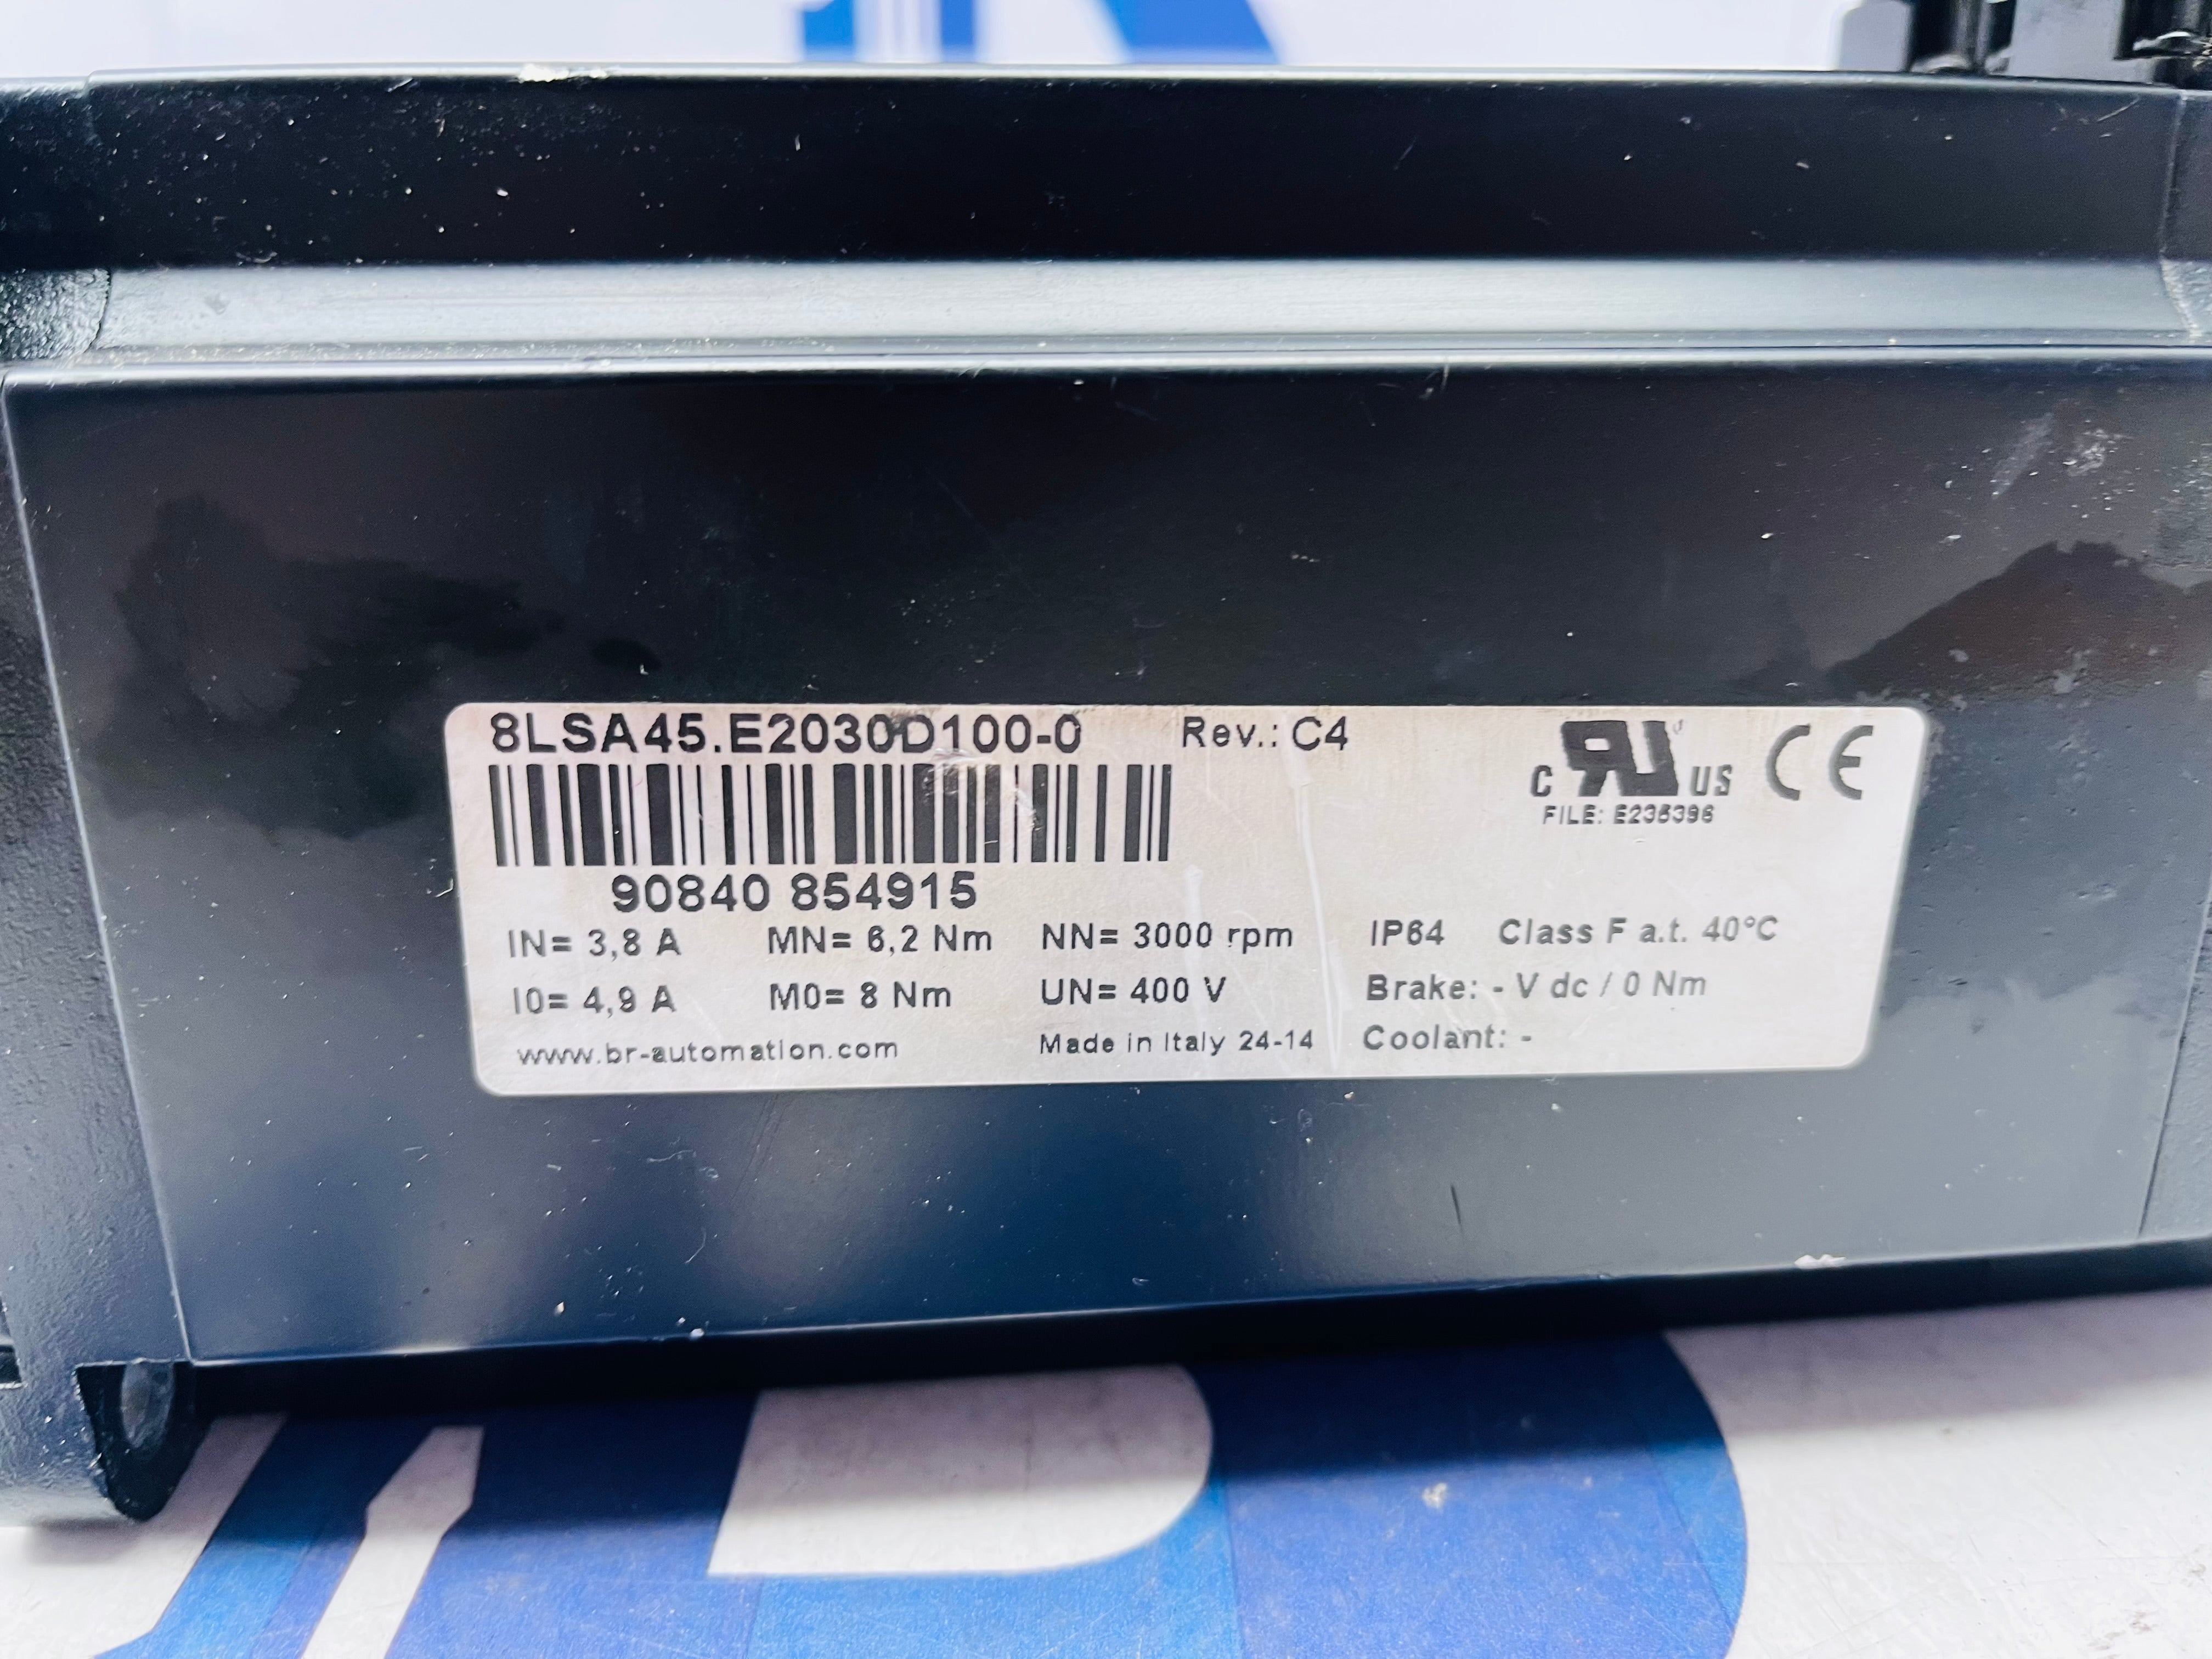 8LSA45.E2030D100-0 Rev.: C4
C US CE
FILE: E235396
90840 854915
IN= 3,8 A MN= 6,2 Nm NN= 3000 rpm IP64 Class F a.t. 40°C
I0= 4,9 A M0= 8 Nm UN= 400 V Brake: - V dc / 0 Nm
www.br-automation.com Made in Italy 24-14 Coolant: -